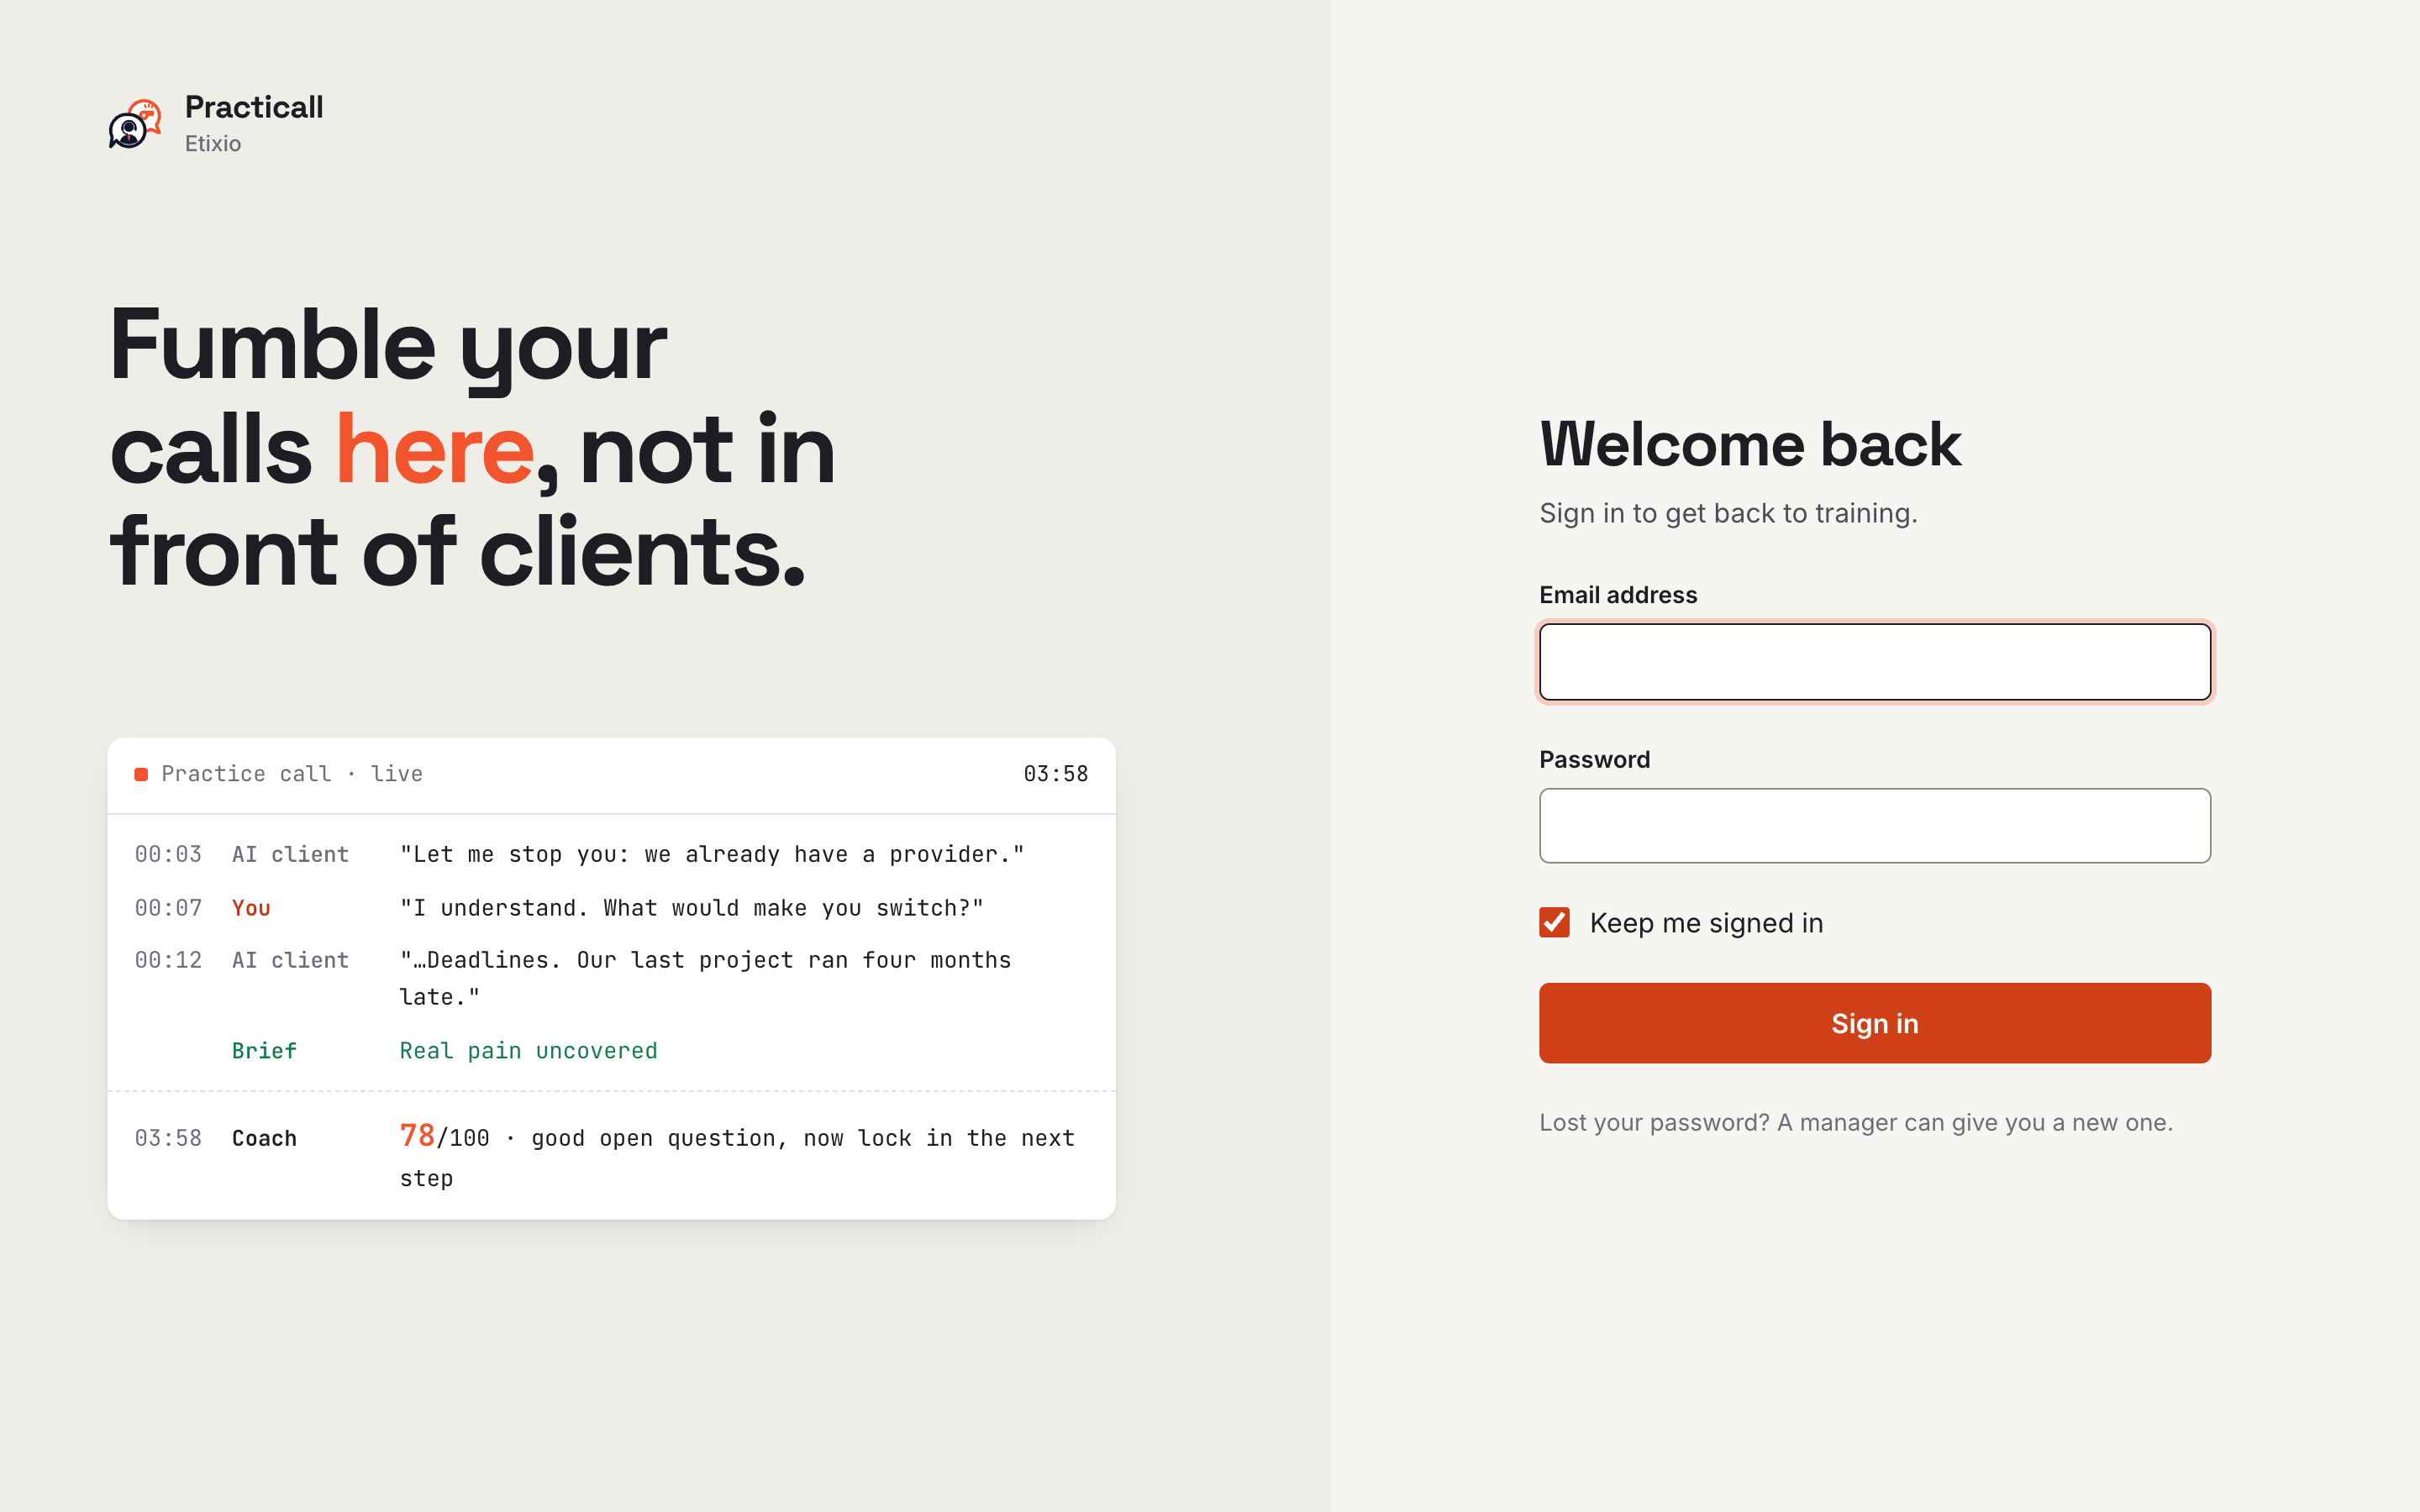 Practicall
Etixio
Fumble your
calls here, not in
front of clients.
Practice call · live 03:58
00:03 AI client "Let me stop you: we already have a provider."
00:07 You "I understand. What would make you switch?"
00:12 AI client "…Deadlines. Our last project ran four months
late."
Brief Real pain uncovered
03:58 Coach 78/100 · good open question, now lock in the next
step
Welcome back
Sign in to get back to training.
Email address
Password
Keep me signed in
Sign in
Lost your password? A manager can give you a new one.